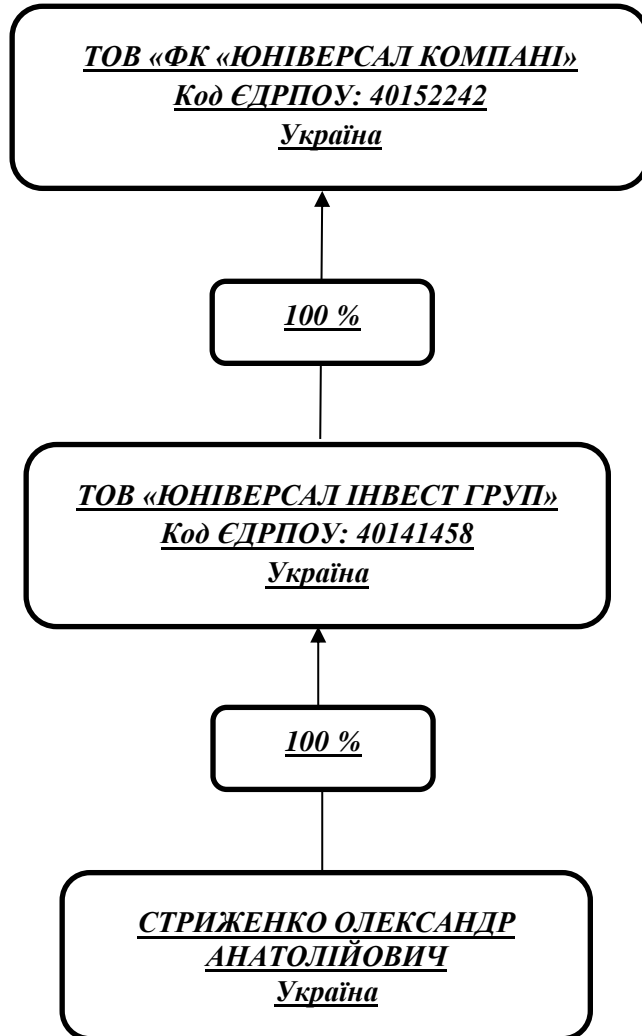 ТОВ «ФК «ЮНІВЕРСАЛ КОМПАНІ»
Код ЄДРПОУ: 40152242
Україна
100 %
ТОВ «ЮНІВЕРСАЛ ІНВЕСТ ГРУП»
Код ЄДРПОУ: 40141458
Україна
100 %
СТРИЖЕНКО ОЛЕКСАНДР
АНАТОЛІЙОВИЧ
Україна